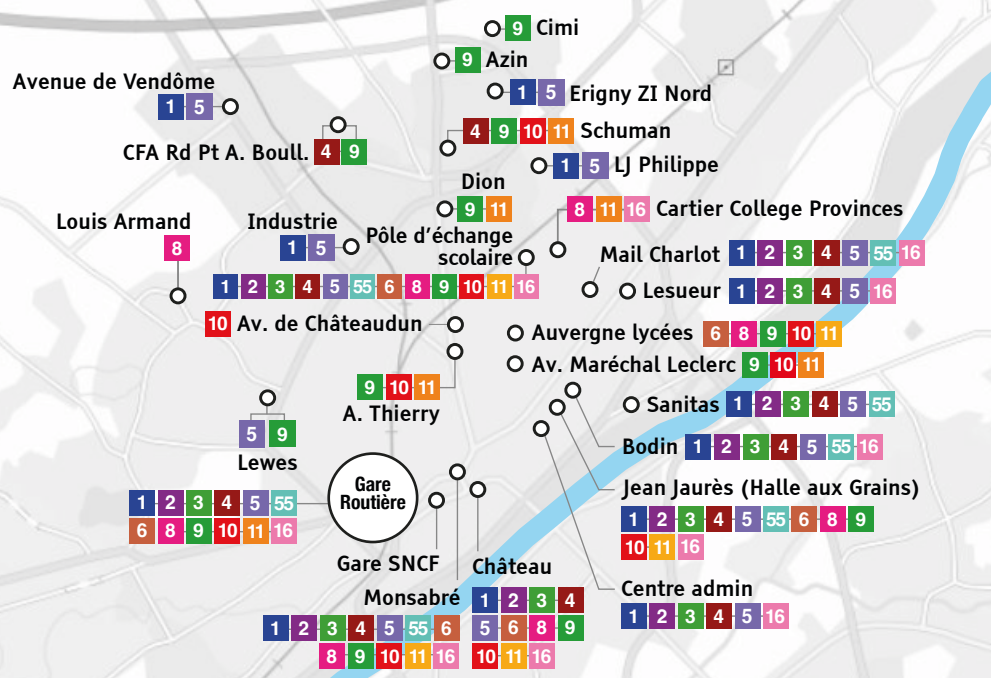 9 Cimi
9 Azin
Avenue de Vendôme
1 5
1 5 Erigny ZI Nord
4 9 10 11 Schuman
CFA Rd Pt A. Boull. 4 9
1 5 LJ Philippe
Dion
9 11
8 11 16 Cartier College Provinces
Louis Armand
8
Industrie
1 5
Pôle d'échange
scolaire
1 2 3 4 5 55 6 8 9 10 11 16
Mail Charlot 1 2 3 4 5 55 16
Lesueur 1 2 3 4 5 16
10 Av. de Châteaudun
Auvergne lycées 6 8 9 10 11
Av. Maréchal Leclerc 9 10 11
9 10 11
A. Thierry
Sanitas 1 2 3 4 5 55
5 9
Lewes
Bodin 1 2 3 4 5 55 16
Gare
Routière
1 2 3 4 5 55
6 8 9 10 11 16
Jean Jaurès (Halle aux Grains)
1 2 3 4 5 55 6 8 9
10 11 16
Gare SNCF
Château
1 2 3 4
5 6 8 9
10 11 16
Monsabré
1 2 3 4 5 55 6
8 9 10 11 16
Centre admin
1 2 3 4 5 16